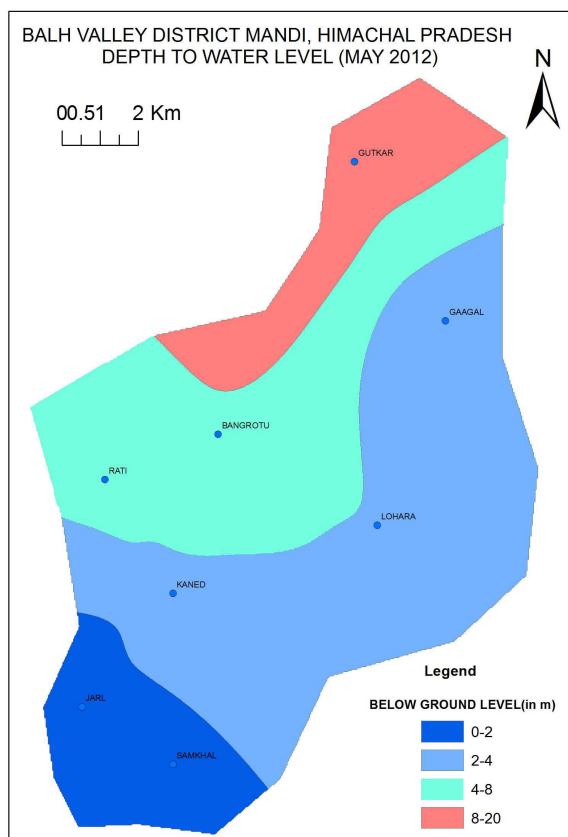 BALH VALLEY DISTRICT MANDI, HIMACHAL PRADESH
DEPTH TO WATER LEVEL (MAY 2012)
N
00.51 2 Km
GUTKAR
GAAGAL
BANGROTU
RATI
LOHARA
KANED
JARL
SAMKHAL
Legend
BELOW GROUND LEVEL(in m)
0-2
2-4
4-8
8-20